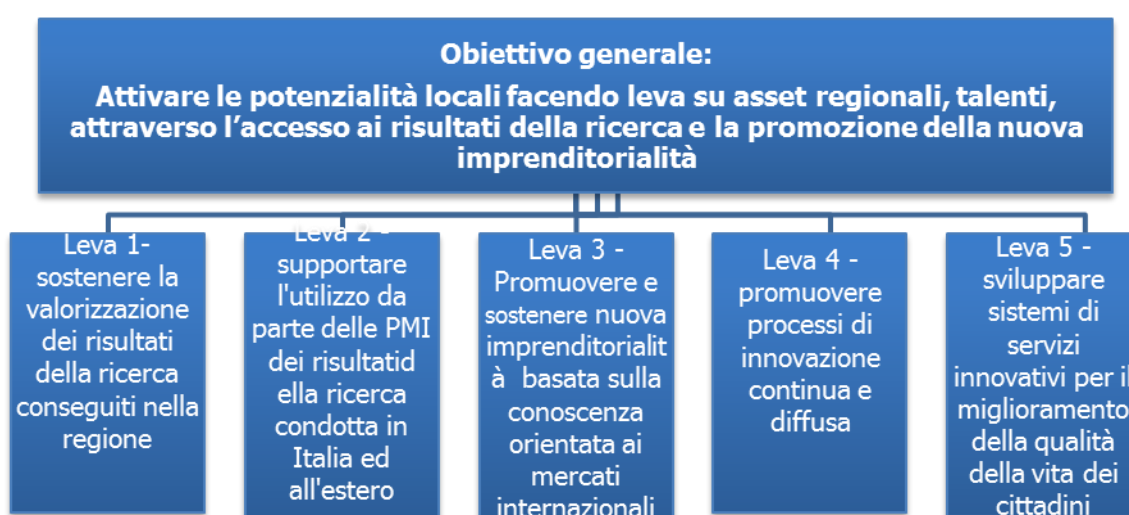 Obiettivo generale:
Attivare le potenzialità locali facendo leva su asset regionali, talenti,
attraverso l'accesso ai risultati della ricerca e la promozione della nuova
imprenditorialità
Leva 1-
sostenere la
valorizzazione
dei risultati
della ricerca
conseguiti nella
regione
Leva 2 -
supportare
l'utilizzo da
parte delle PMI
dei risultatid
ella ricerca
condotta in
Italia ed
all'estero
Leva 3 -
Promuovere e
sostenere nuova
imprenditorialit
à basata sulla
conoscenza
orientata ai
mercati
internazionali
Leva 4 -
promuovere
processi di
innovazione
continua e
diffusa
Leva 5 -
sviluppare
sistemi di
servizi
innovativi per il
miglioramento
della qualità
della vita dei
cittadini